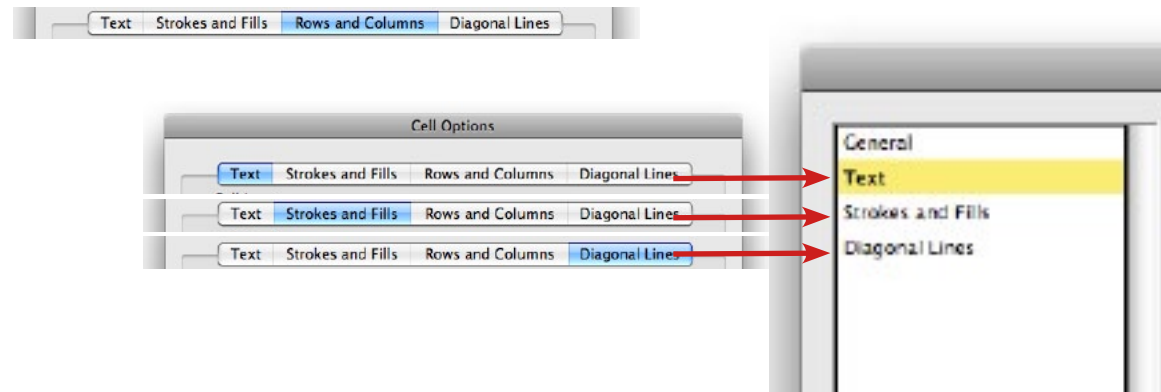 Text Strokes and Fills Rows and Columns Diagonal Lines
Cell Options
Text Strokes and Fills Rows and Columns Diagonal Lines
Text Strokes and Fills Rows and Columns Diagonal Lines
Text Strokes and Fills Rows and Columns Diagonal Lines
General
Text
Strokes and Fills
Diagonal Lines